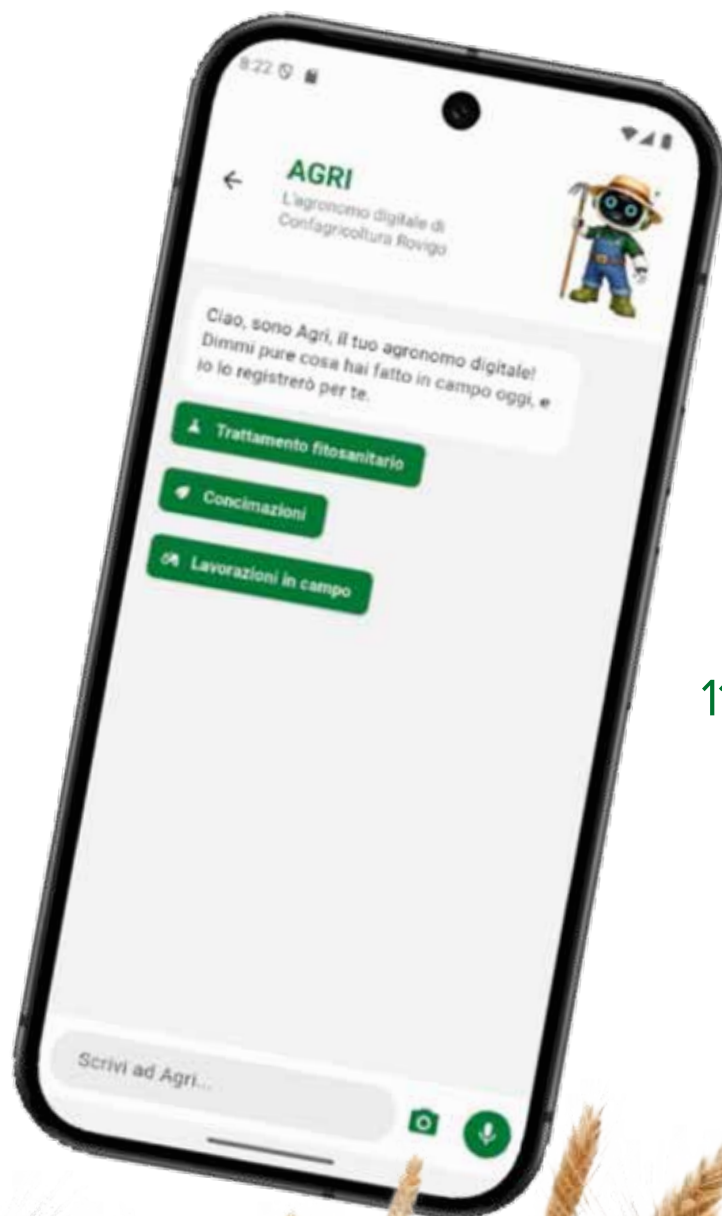 8:22
AGRI
L'agronomo digitale di
Confagricoltura Rovigo
Ciao, sono Agri, il tuo agronomo digitale!
Dimmi pure cosa hai fatto in campo oggi, e
io lo registrerò per te.
Trattamento fitosanitario
Concimazioni
Lavorazioni in campo
Scrivi ad Agri...